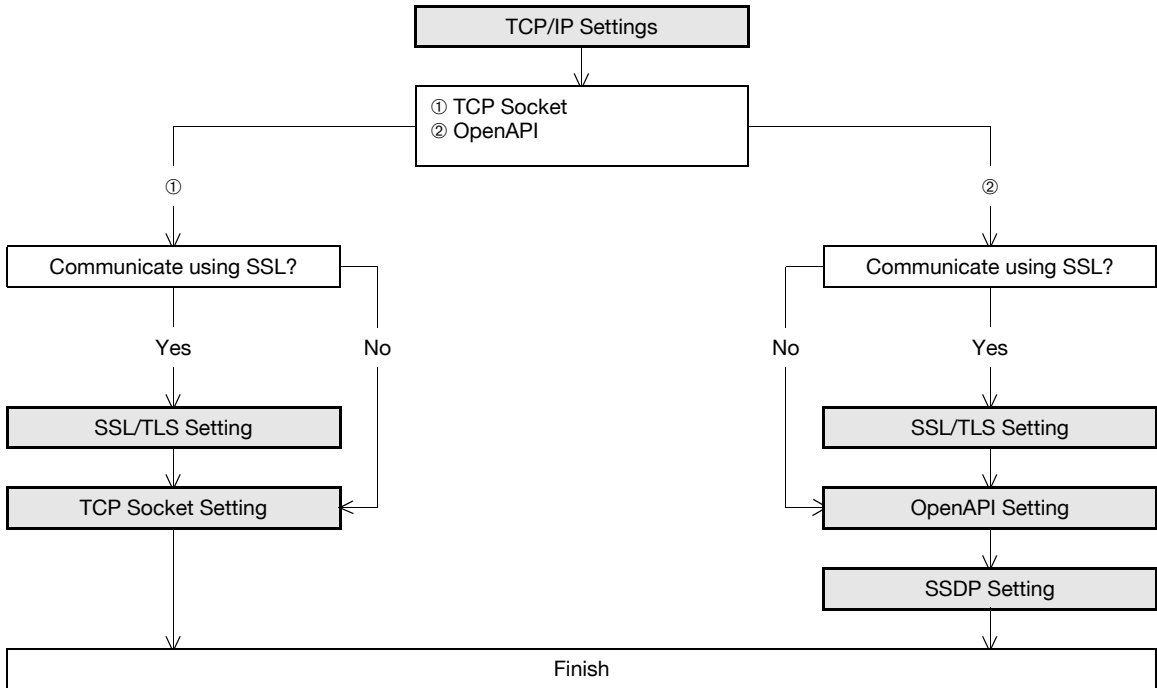 TCP/IP Settings
① TCP Socket
② OpenAPI
①
②
Communicate using SSL?
Communicate using SSL?
Yes
No
No
Yes
SSL/TLS Setting
SSL/TLS Setting
TCP Socket Setting
OpenAPI Setting
SSDP Setting
Finish